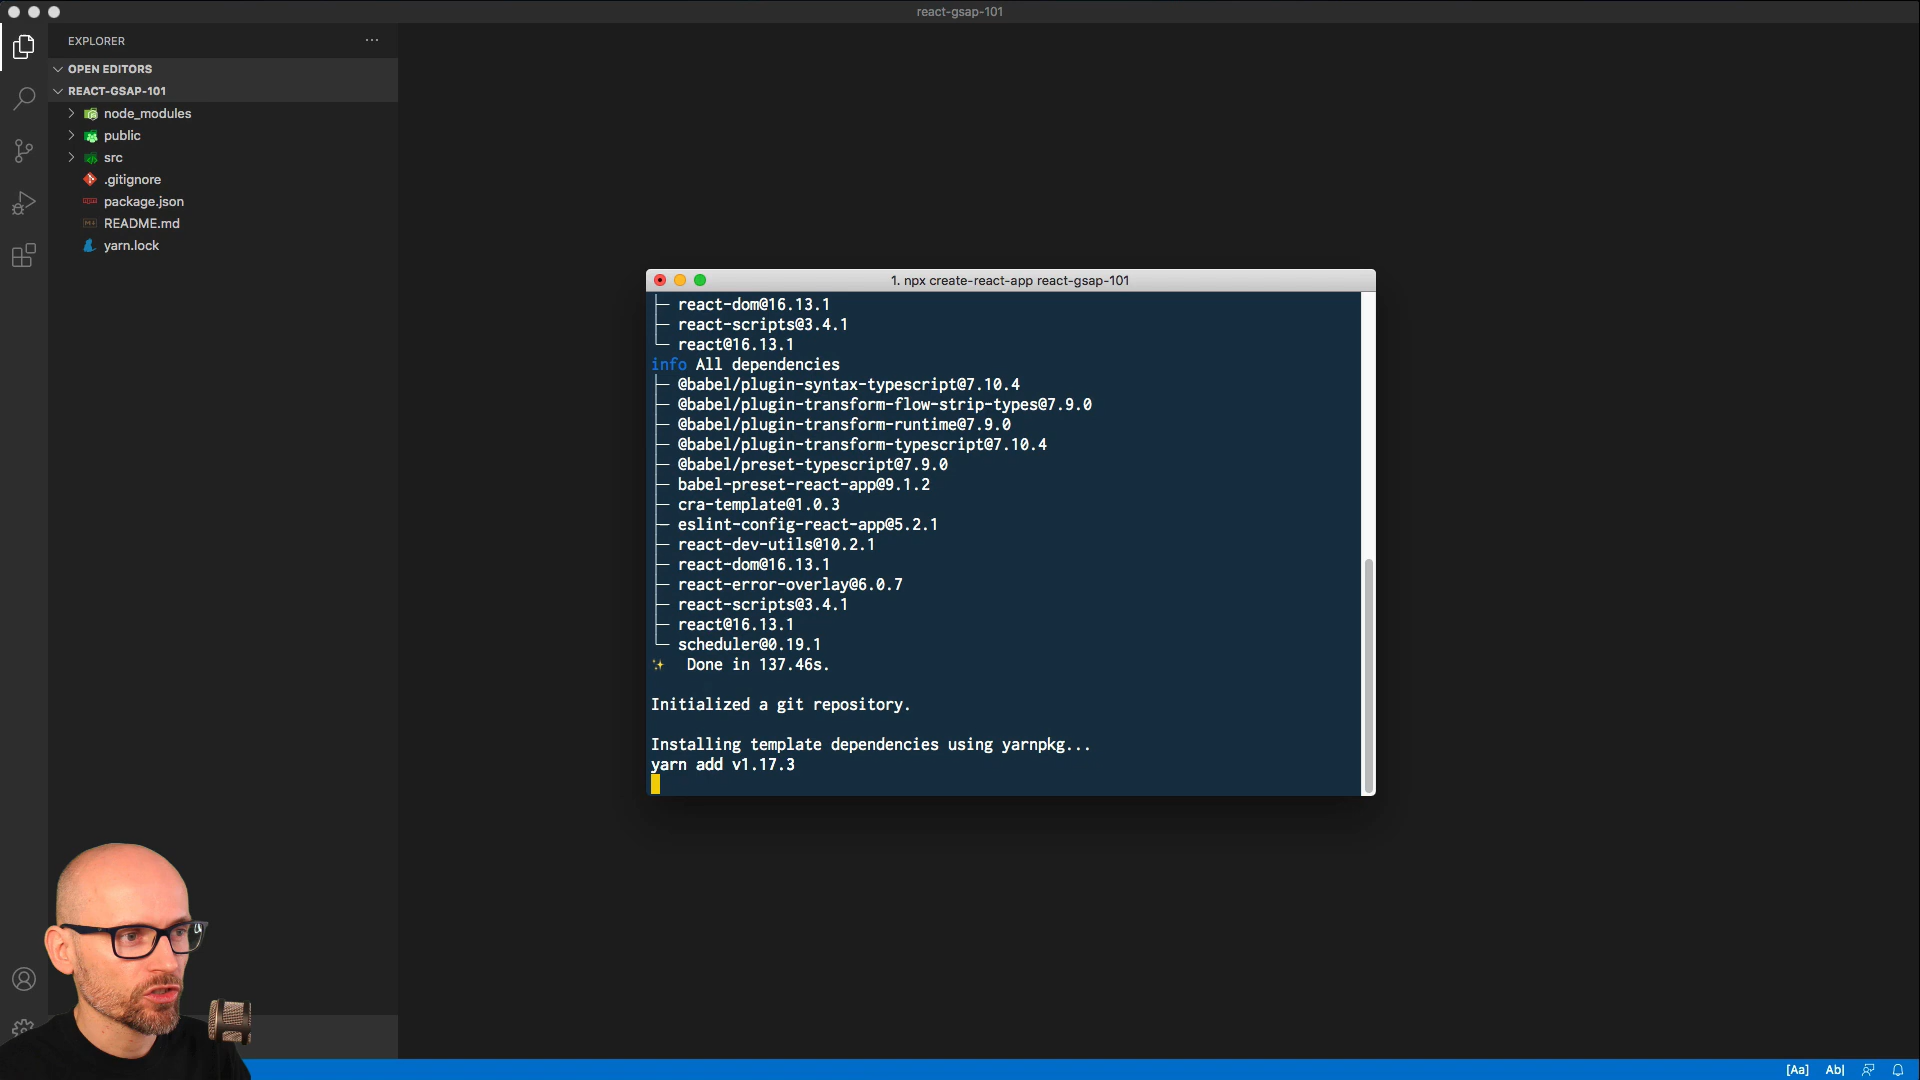 react-gsap-101
EXPLORER
OPEN EDITORS
REACT-GSAP-101
node_modules
public
src
.gitignore
package.json
README.md
yarn.lock
1. npx create-react-app react-gsap-101
├─ react-dom@16.13.1
├─ react-scripts@3.4.1
└─ react@16.13.1
info All dependencies
├─ @babel/plugin-syntax-typescript@7.10.4
├─ @babel/plugin-transform-flow-strip-types@7.9.0
├─ @babel/plugin-transform-runtime@7.9.0
├─ @babel/plugin-transform-typescript@7.10.4
├─ @babel/preset-typescript@7.9.0
├─ babel-preset-react-app@9.1.2
├─ cra-template@1.0.3
├─ eslint-config-react-app@5.2.1
├─ react-dev-utils@10.2.1
├─ react-dom@16.13.1
├─ react-error-overlay@6.0.7
├─ react-scripts@3.4.1
├─ react@16.13.1
└─ scheduler@0.19.1
✨ Done in 137.46s.
Initialized a git repository.
Installing template dependencies using yarnpkg...
yarn add v1.17.3
[Aa] Ab|